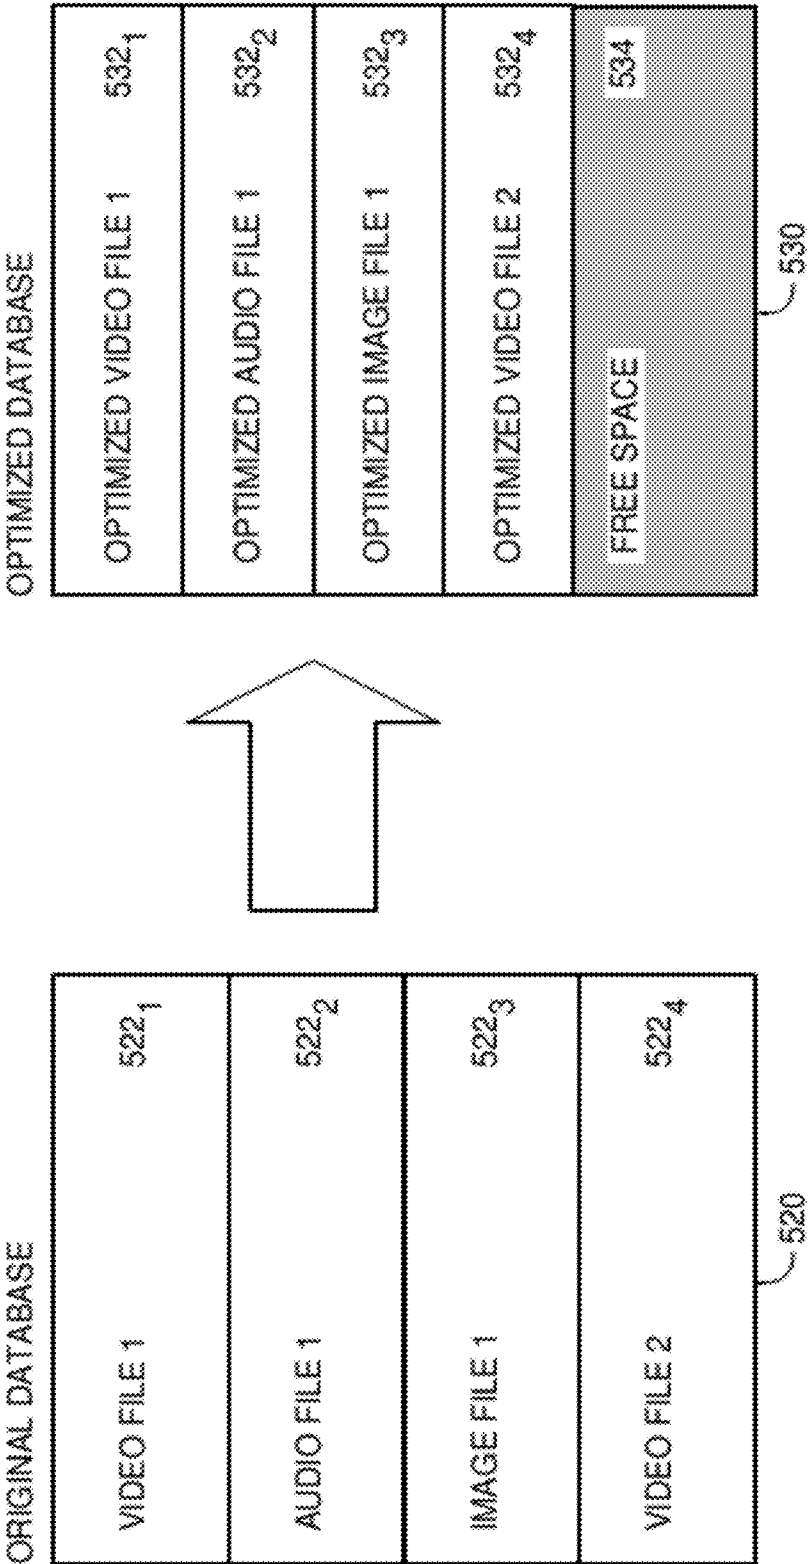 ORIGINAL DATABASE
VIDEO FILE 1 522₁
AUDIO FILE 1 522₂
IMAGE FILE 1 522₃
VIDEO FILE 2 522₄
520
OPTIMIZED DATABASE
OPTIMIZED VIDEO FILE 1 532₁
OPTIMIZED AUDIO FILE 1 532₂
OPTIMIZED IMAGE FILE 1 532₃
OPTIMIZED VIDEO FILE 2 532₄
FREE SPACE 534
530